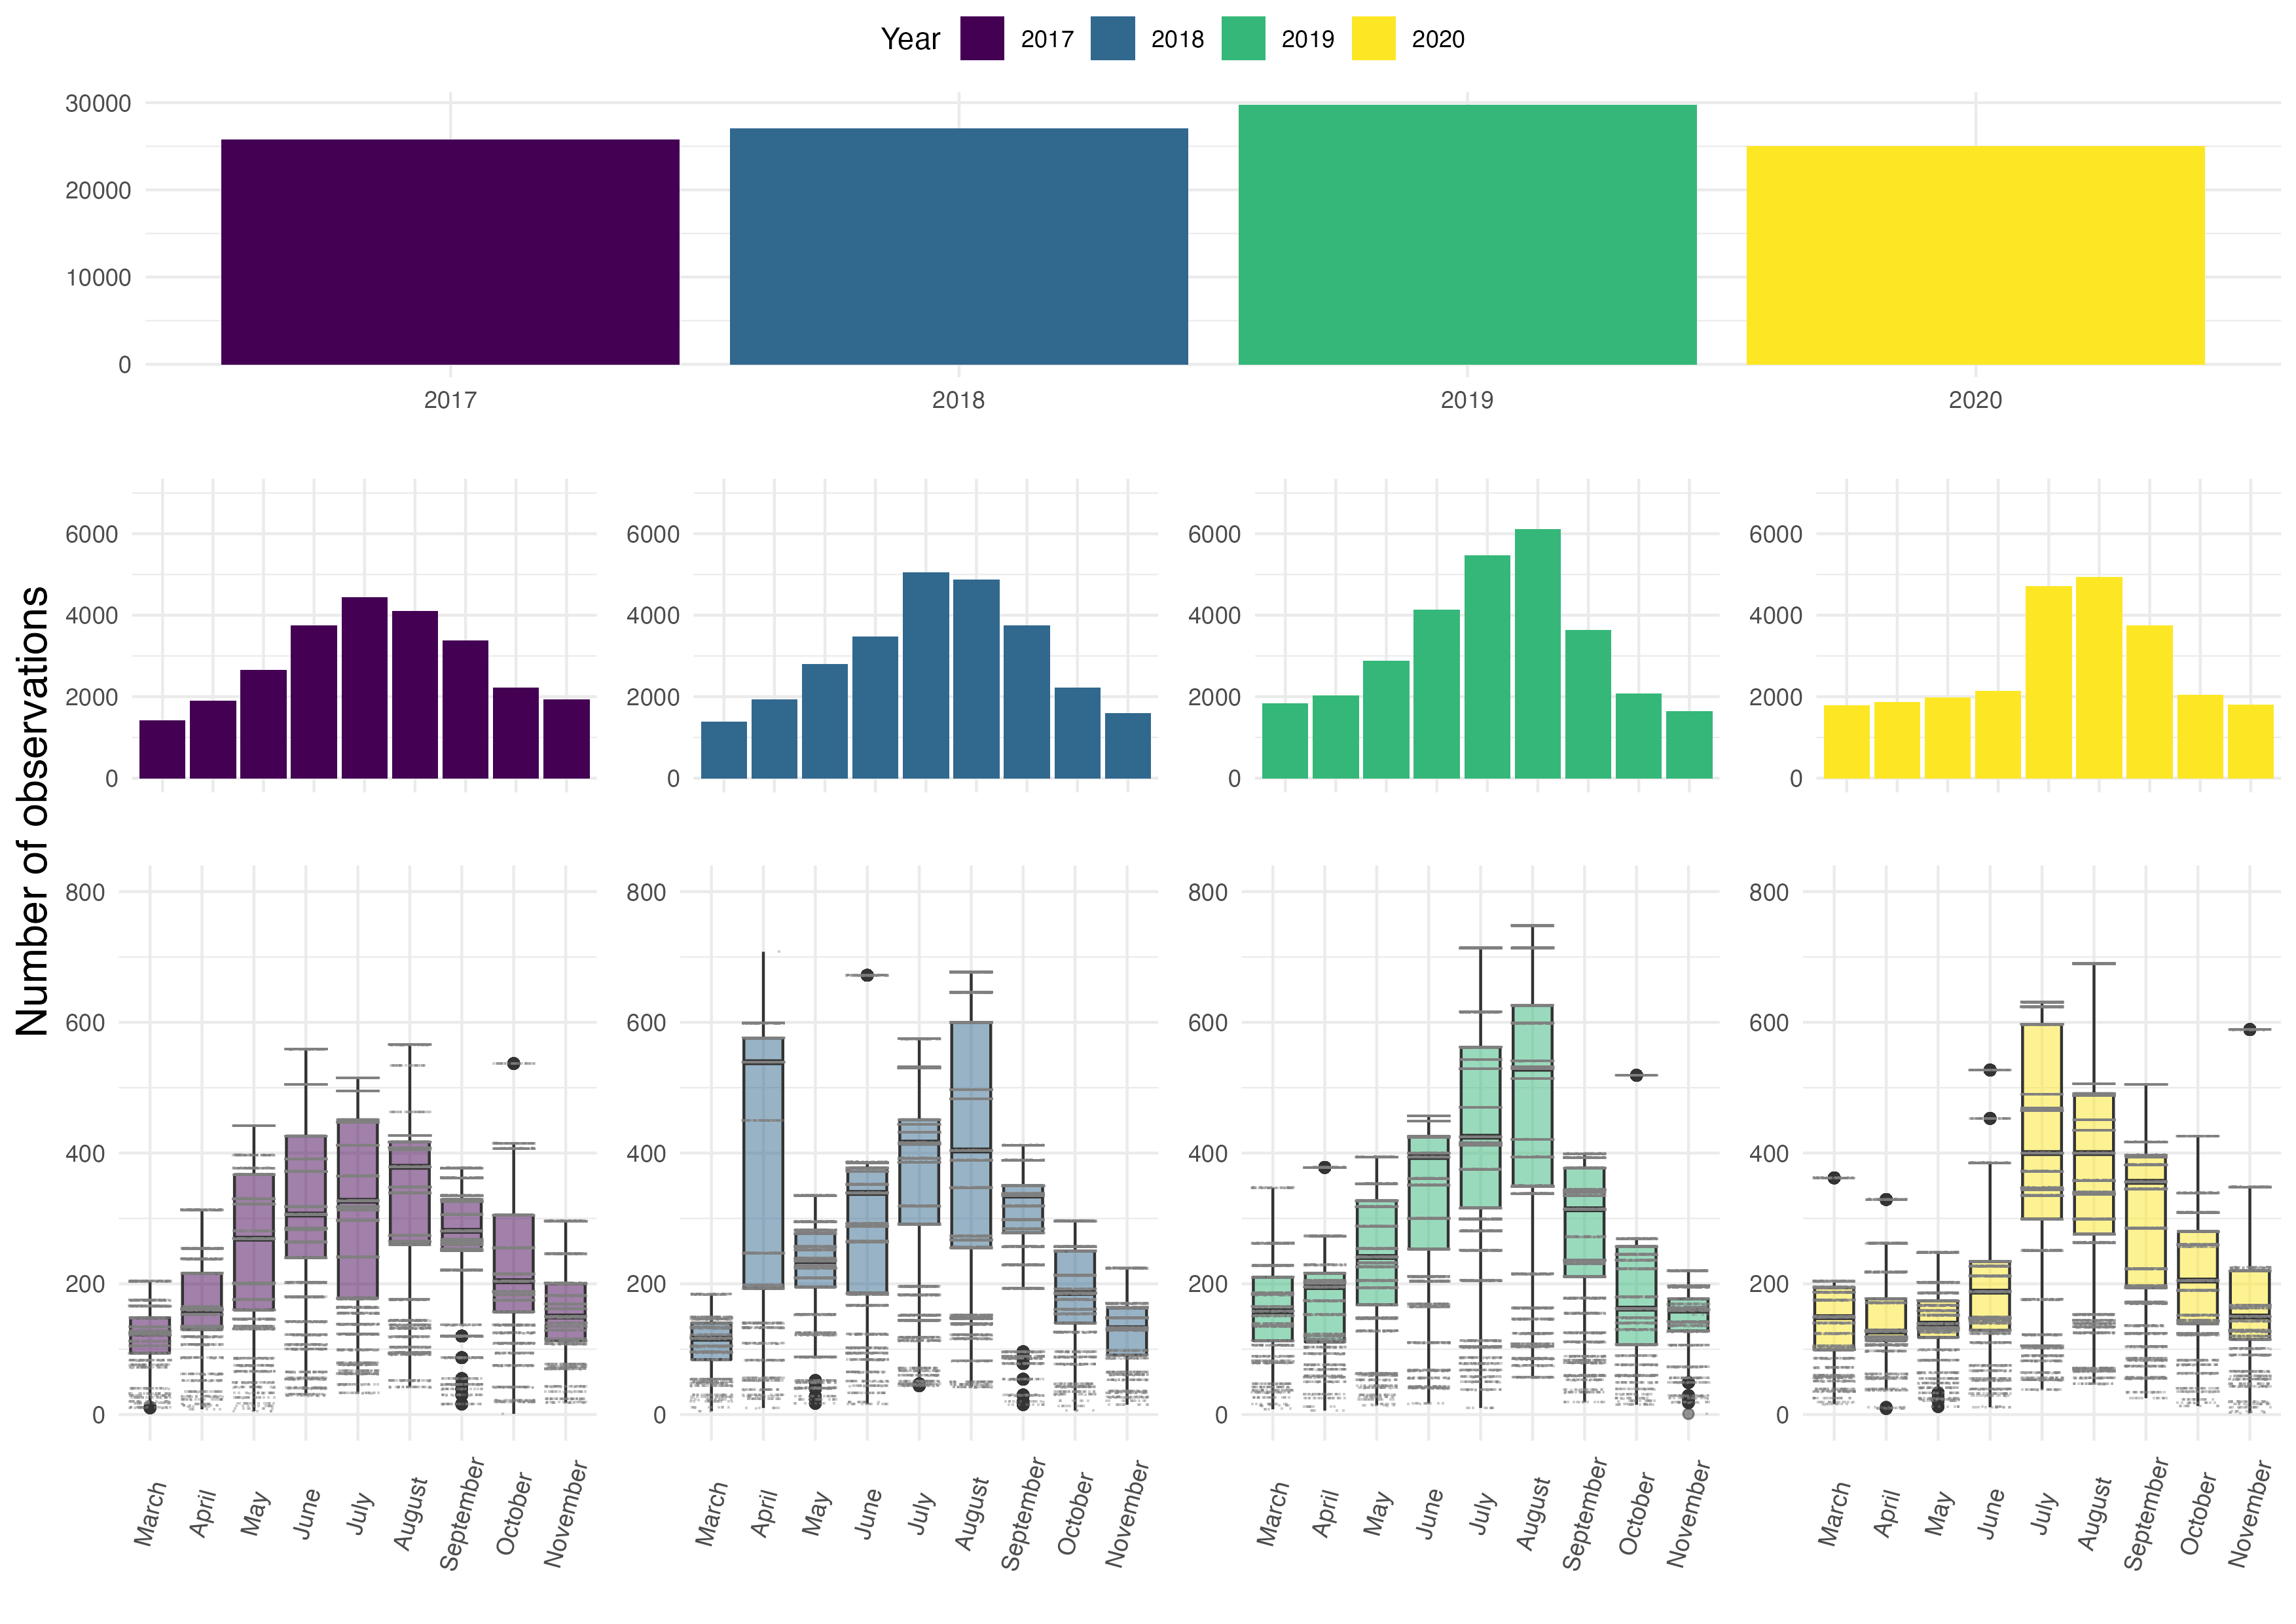 Year 2017 2018 2019 2020
30000
20000
10000
0
2017 2018 2019 2020
Number of observations
6000 6000 6000 6000
4000 4000 4000 4000
2000 2000 2000 2000
0 0 0 0
800 800 800 800
600 600 600 600
400 400 400 400
200 200 200 200
0 0 0 0
March April May June July August September October November March April May June July August September October November March April May June July August September October November March April May June July August September October November